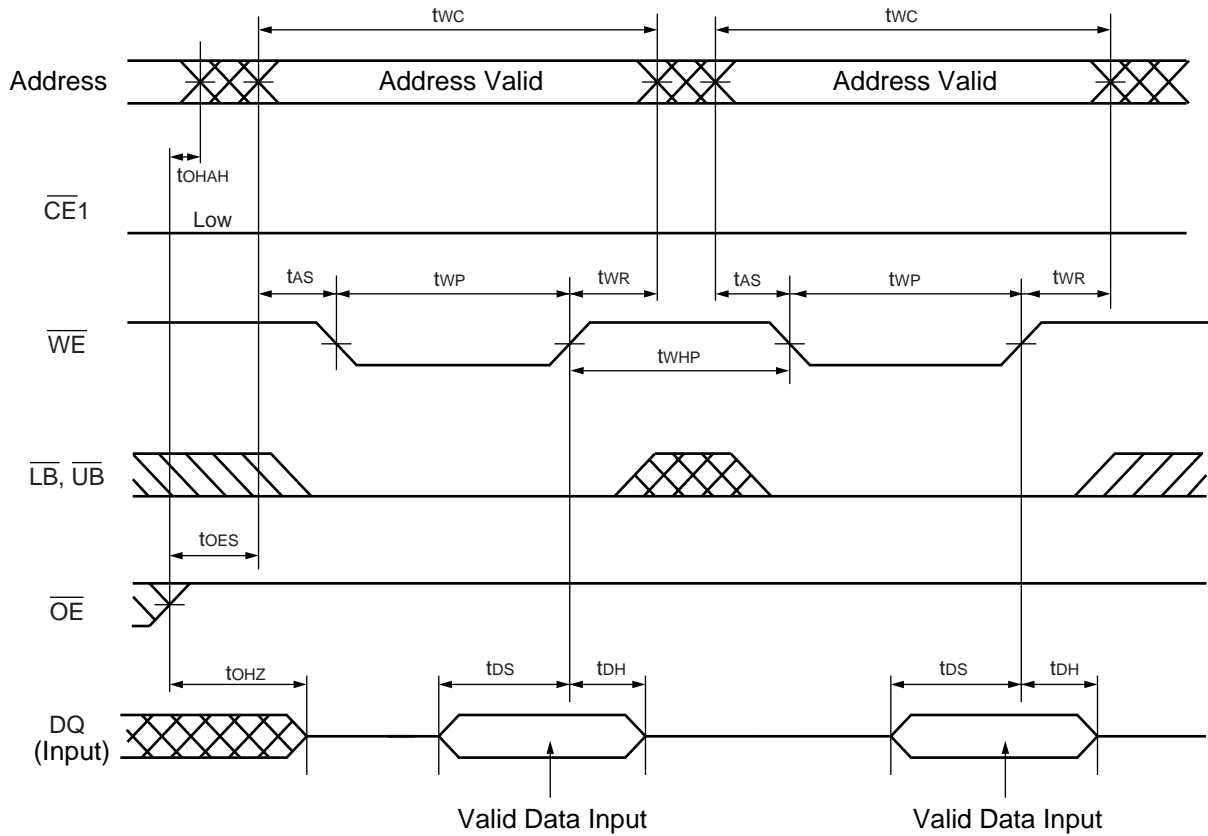 tWC tWC
Address Address Valid Address Valid
tOHAH
CE1
Low
tAS tWP tWR tAS tWP tWR
WE
tWHP
LB, UB
tOES
OE
tOHZ tDS tDH tDS tDH
DQ
(Input)
Valid Data Input Valid Data Input